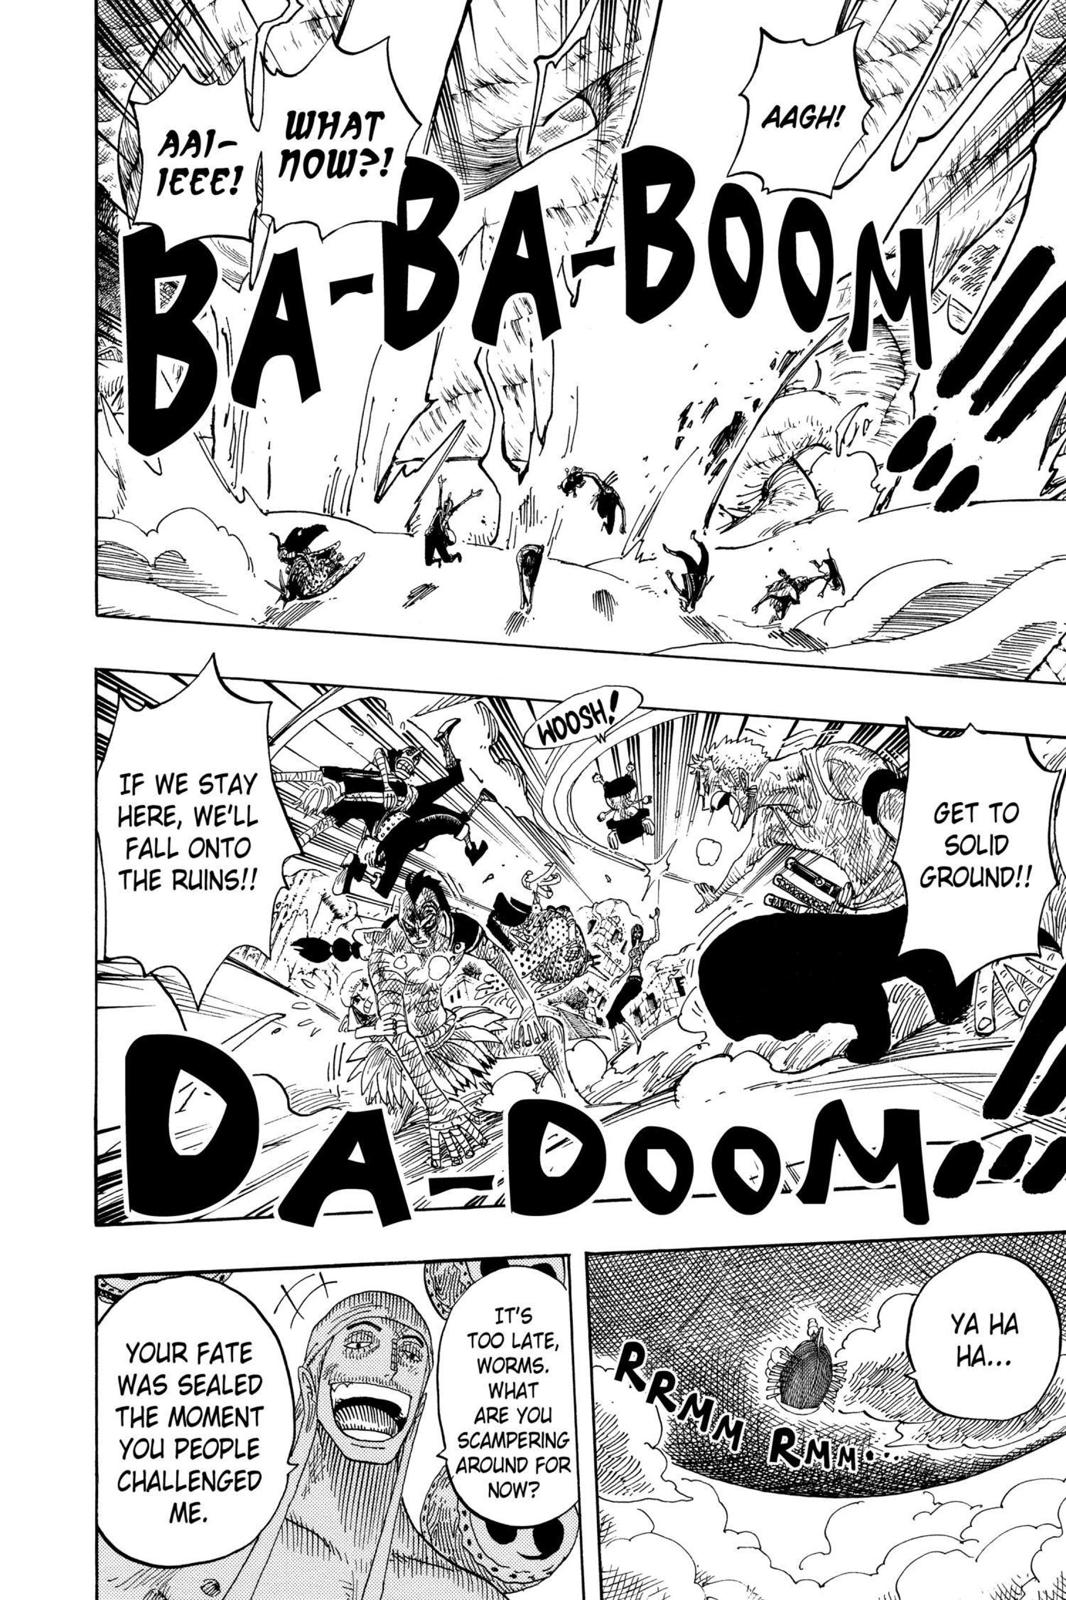 AAGH!
WHAT
NOW?!
AAI-
IEEE!
BA-BA-BOOM!!!
WOOSH!
GET TO
SOLID
GROUND!!
IF WE STAY
HERE, WE'LL
FALL ONTO
THE RUINS!!
DA-DOOM!!!
YA HA
HA...
RRMM RMM...
IT'S
TOO LATE,
WORMS.
WHAT
ARE YOU
SCAMPERING
AROUND FOR
NOW?
YOUR FATE
WAS SEALED
THE MOMENT
YOU PEOPLE
CHALLENGED
ME.